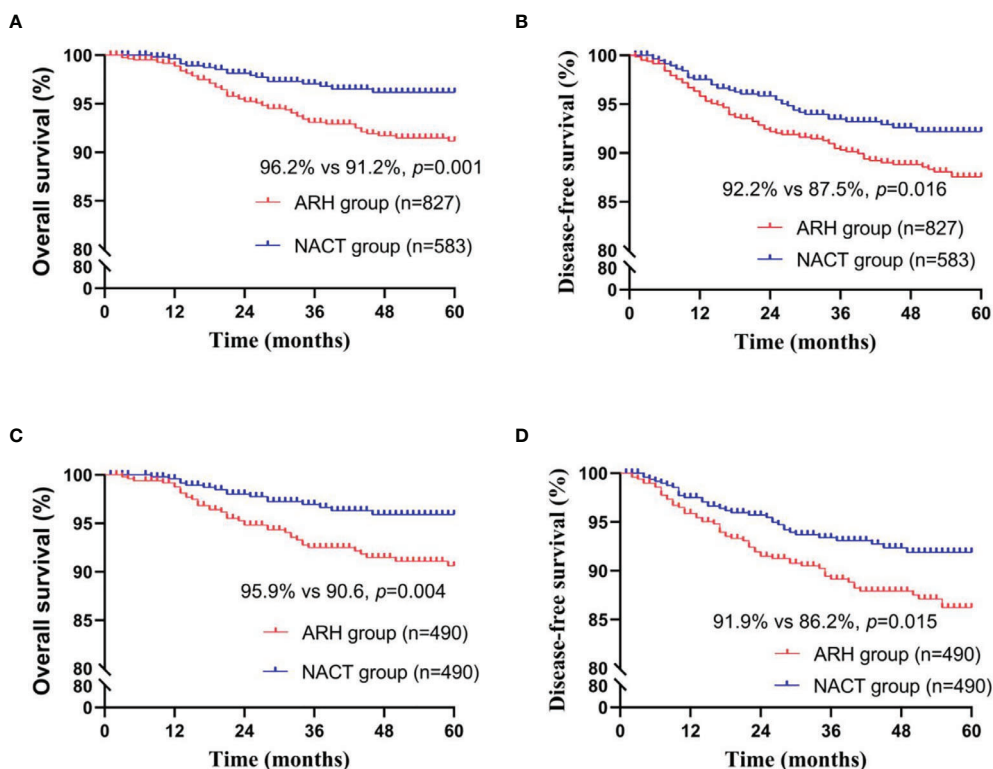 A
Overall survival (%)
100
95
90
85
80
80
0
96.2% vs 91.2%, p=0.001
ARH group (n=827)
NACT group (n=583)
0 12 24 36 48 60
Time (months)
B
Disease-free survival (%)
100
95
90
85
80
80
0
92.2% vs 87.5%, p=0.016
ARH group (n=827)
NACT group (n=583)
0 12 24 36 48 60
Time (months)
C
Overall survival (%)
100
95
90
85
80
80
0
95.9% vs 90.6, p=0.004
ARH group (n=490)
NACT group (n=490)
0 12 24 36 48 60
Time (months)
D
Disease-free survival (%)
100
95
90
85
80
80
0
91.9% vs 86.2%, p=0.015
ARH group (n=490)
NACT group (n=490)
0 12 24 36 48 60
Time (months)